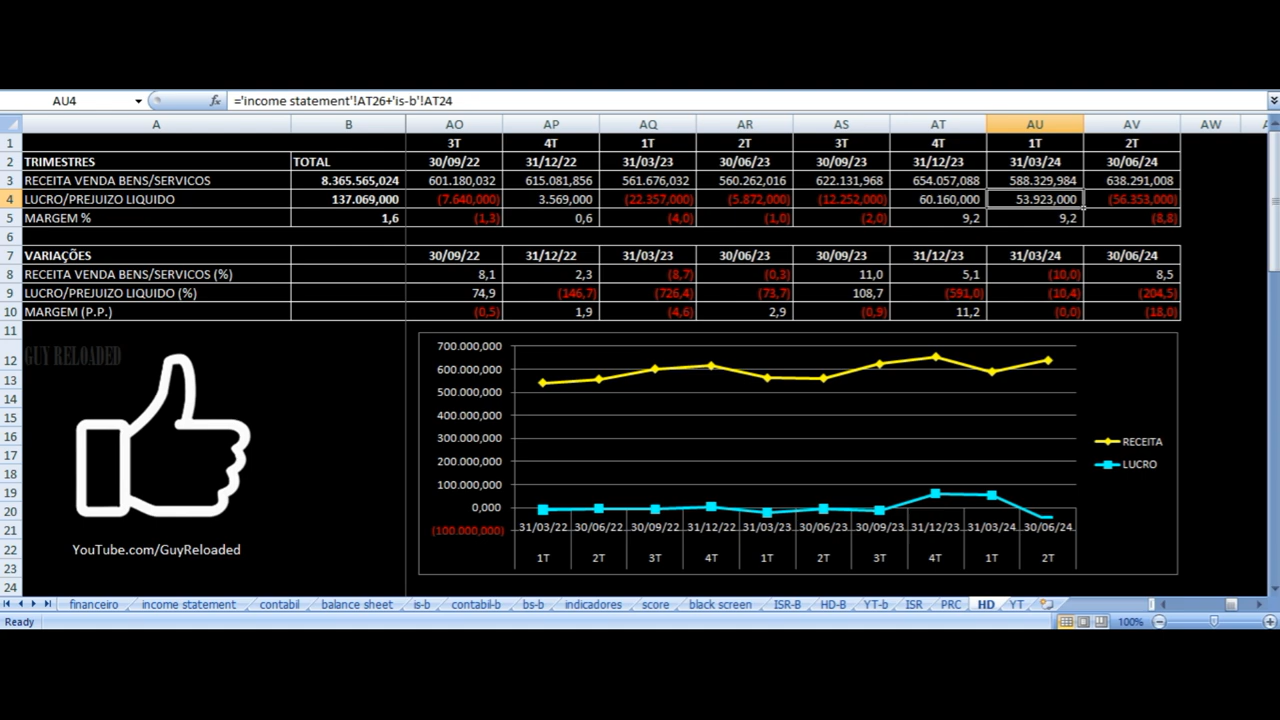 AU4 fx ='income statement'!AT26+'is-b'!AT24
A B AO AP AQ AR AS AT AU AV AW
1 3T 4T 1T 2T 3T 4T 1T 2T
2 TRIMESTRES TOTAL 30/09/22 31/12/22 31/03/23 30/06/23 30/09/23 31/12/23 31/03/24 30/06/24
3 RECEITA VENDA BENS/SERVICOS 8.365.565,024 601.180,032 615.081,856 561.676,032 560.262,016 622.131,968 654.057,088 588.329,984 638.291,008
4 LUCRO/PREJUIZO LIQUIDO 137.069,000 (7.640,000) 3.569,000 (22.357,000) (5.872,000) (12.252,000) 60.160,000 53.923,000 (56.353,000)
5 MARGEM % 1,6 (1,3) 0,6 (4,0) (1,0) (2,0) 9,2 9,2 (8,8)
6
7 VARIAÇÕES 30/09/22 31/12/22 31/03/23 30/06/23 30/09/23 31/12/23 31/03/24 30/06/24
8 RECEITA VENDA BENS/SERVICOS (%) 8,1 2,3 (8,7) (0,3) 11,0 5,1 (10,0) 8,5
9 LUCRO/PREJUIZO LIQUIDO (%) 74,9 (146,7) (726,4) (73,7) 108,7 (591,0) (10,4) (204,5)
10 MARGEM (P.P.) (0,5) 1,9 (4,6) 2,9 (0,9) 11,2 (0,0) (18,0)
11
12
13
14
15
16
17
18
19
20
21
22
23
24
GUY RELOADED
YouTube.com/GuyReloaded
700.000,000
600.000,000
500.000,000
400.000,000
300.000,000
200.000,000
100.000,000
0,000
(100.000,000)
31/03/22 30/06/22 30/09/22 31/12/22 31/03/23 30/06/23 30/09/23 31/12/23 31/03/24 30/06/24
1T 2T 3T 4T 1T 2T 3T 4T 1T 2T
RECEITA
LUCRO
financeiro income statement contabil balance sheet is-b contabil-b bs-b indicadores score black screen ISR-B HD-B YT-b ISR PRC HD YT
Ready 100%